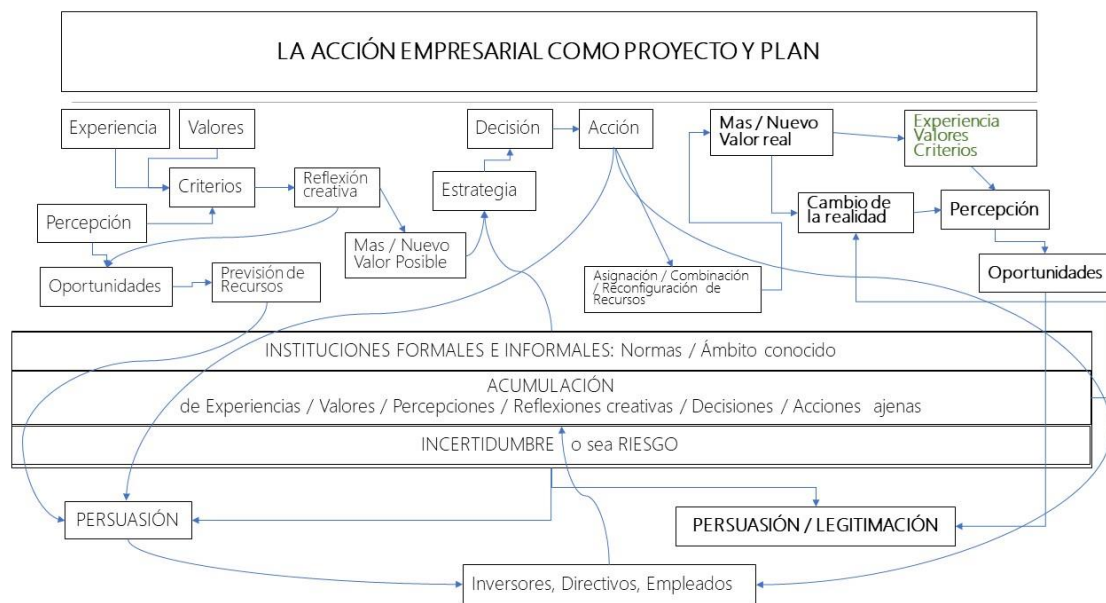 LA ACCIÓN EMPRESARIAL COMO PROYECTO Y PLAN
Experiencia
Valores
Decisión
Acción
Mas / Nuevo
Valor real
Experiencia
Valores
Criterios
Criterios
Reflexión
creativa
Estrategia
Cambio de
la realidad
Percepción
Percepción
Mas / Nuevo
Valor Posible
Oportunidades
Previsión de
Recursos
Asignación / Combinación
/ Reconfiguración de
Recursos
Oportunidades
INSTITUCIONES FORMALES E INFORMALES: Normas / Ámbito conocido
ACUMULACIÓN
de Experiencias / Valores / Percepciones / Reflexiones creativas / Decisiones / Acciones ajenas
INCERTIDUMBRE o sea RIESGO
PERSUASIÓN
PERSUASIÓN / LEGITIMACIÓN
Inversores, Directivos, Empleados